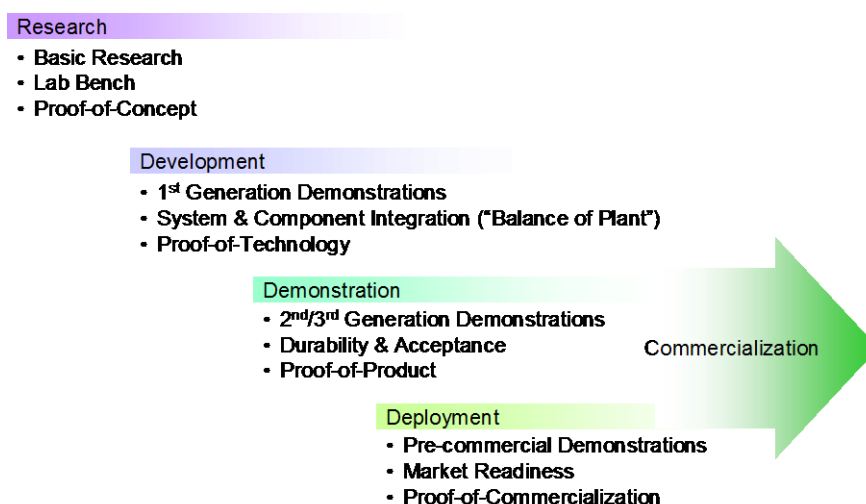 Research
• Basic Research
• Lab Bench
• Proof-of-Concept
Development
• 1st Generation Demonstrations
• System & Component Integration ("Balance of Plant")
• Proof-of-Technology
Demonstration
• 2nd/3rd Generation Demonstrations
• Durability & Acceptance
• Proof-of-Product
Commercialization
Deployment
• Pre-commercial Demonstrations
• Market Readiness
• Proof-of-Commercialization